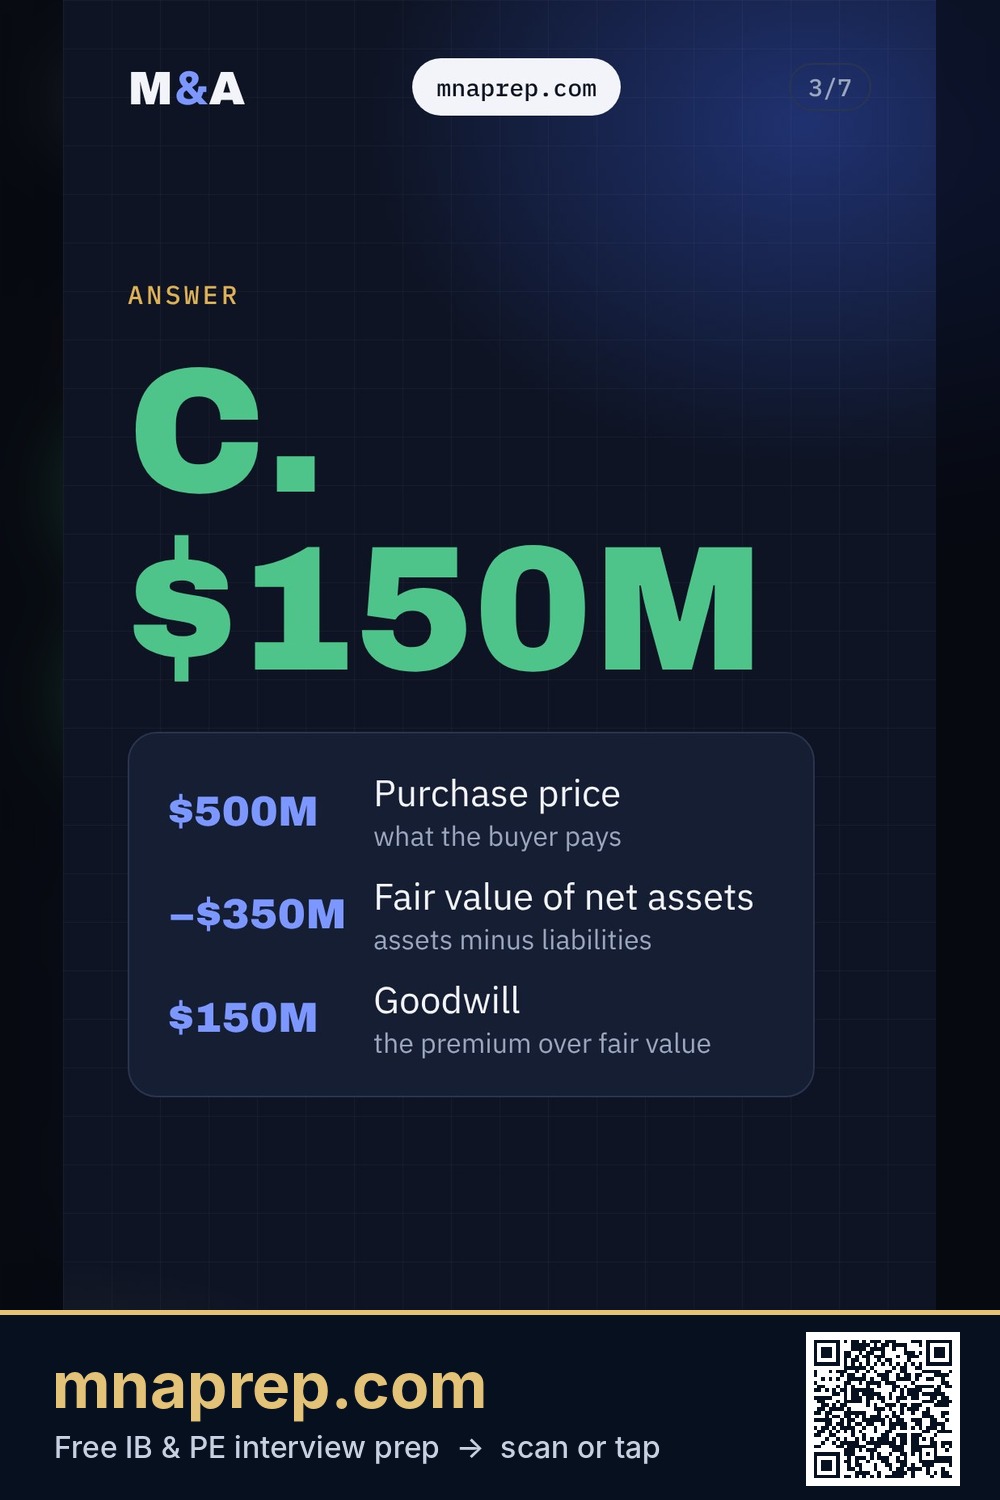 M&A
mnaprep.com
3/7
ANSWER
C.
$150M
$500M
Purchase price
what the buyer pays
–$350M
Fair value of net assets
assets minus liabilities
$150M
Goodwill
the premium over fair value
mnaprep.com
Free IB & PE interview prep → scan or tap